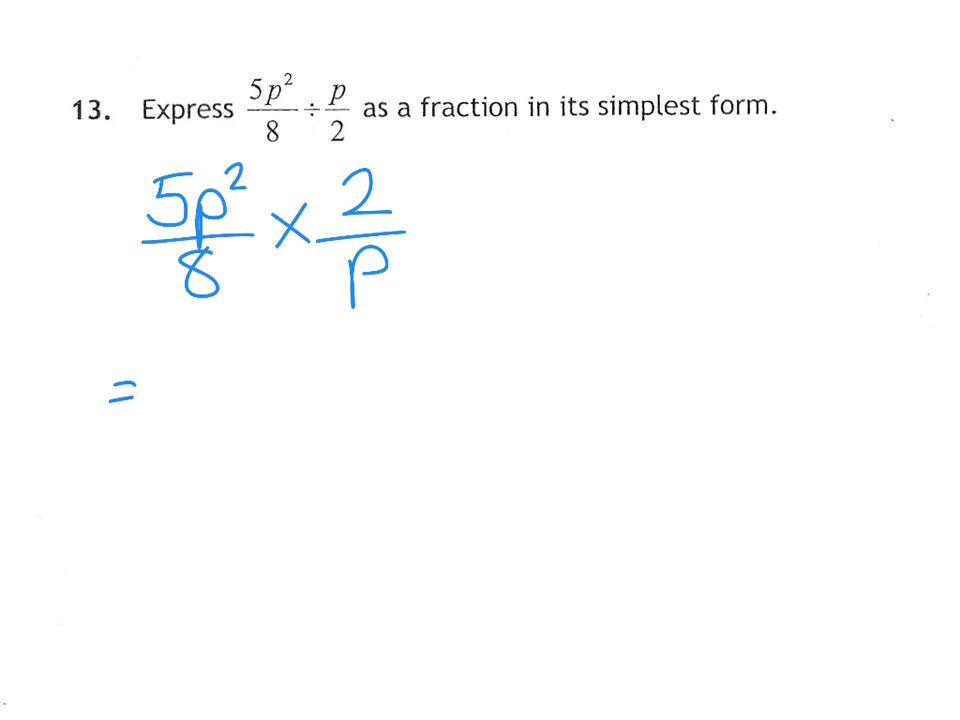 13. Express 5p²/8 ÷ p/2 as a fraction in its simplest form.
5p²/8 × 2/p
=